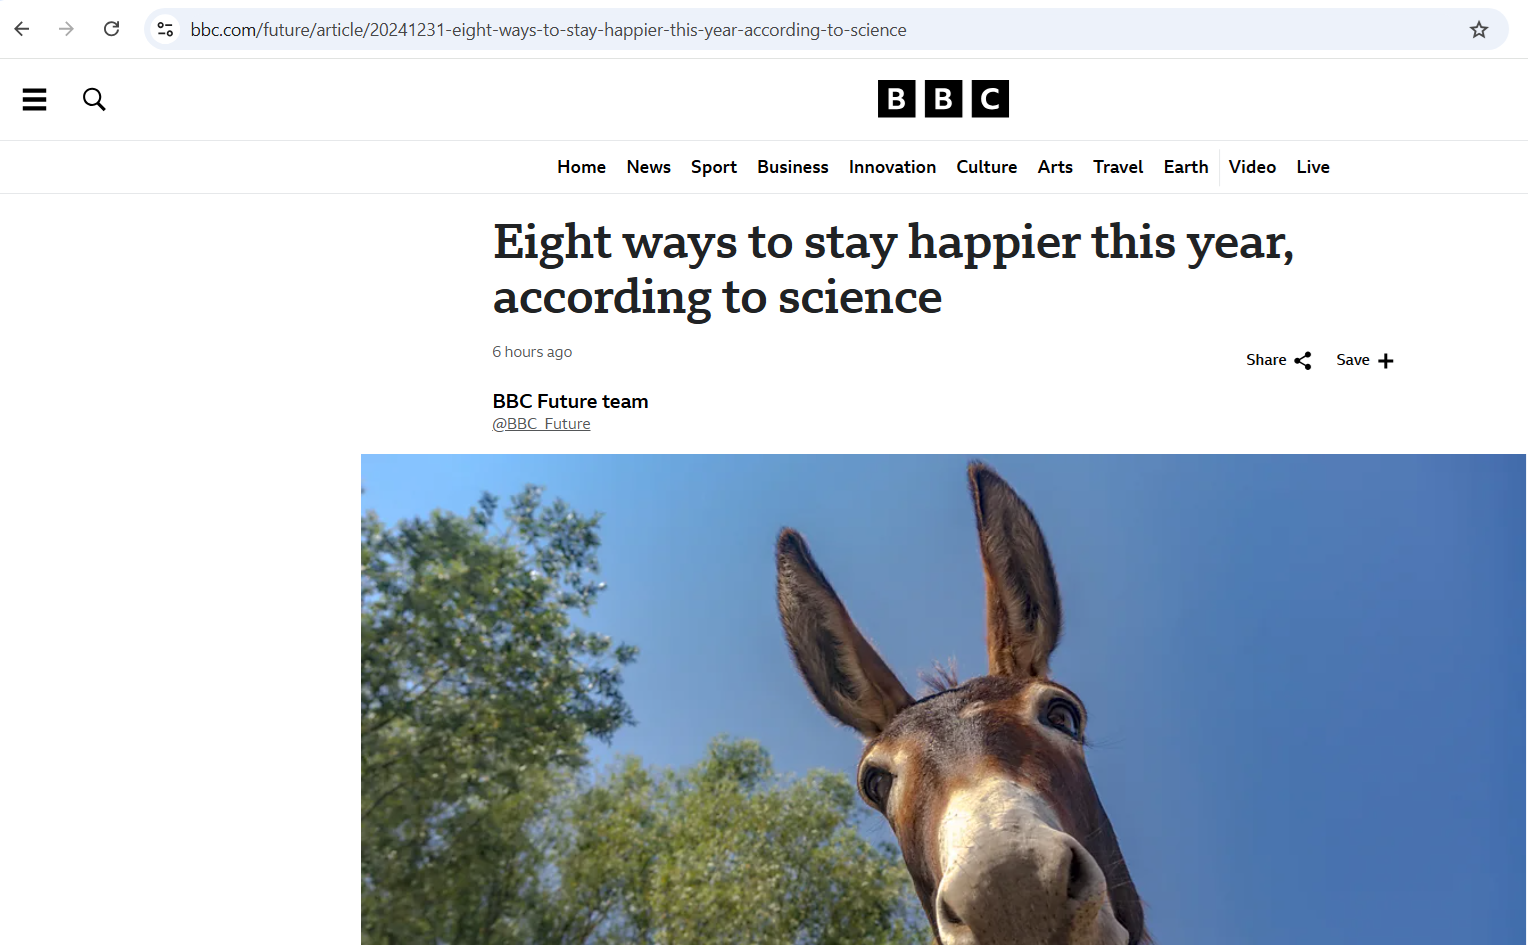 bbc.com/future/article/20241231-eight-ways-to-stay-happier-this-year-according-to-science
BBC
Home News Sport Business Innovation Culture Arts Travel Earth Video Live
Eight ways to stay happier this year,
according to science
6 hours ago
Share Save
BBC Future team
@BBC_Future